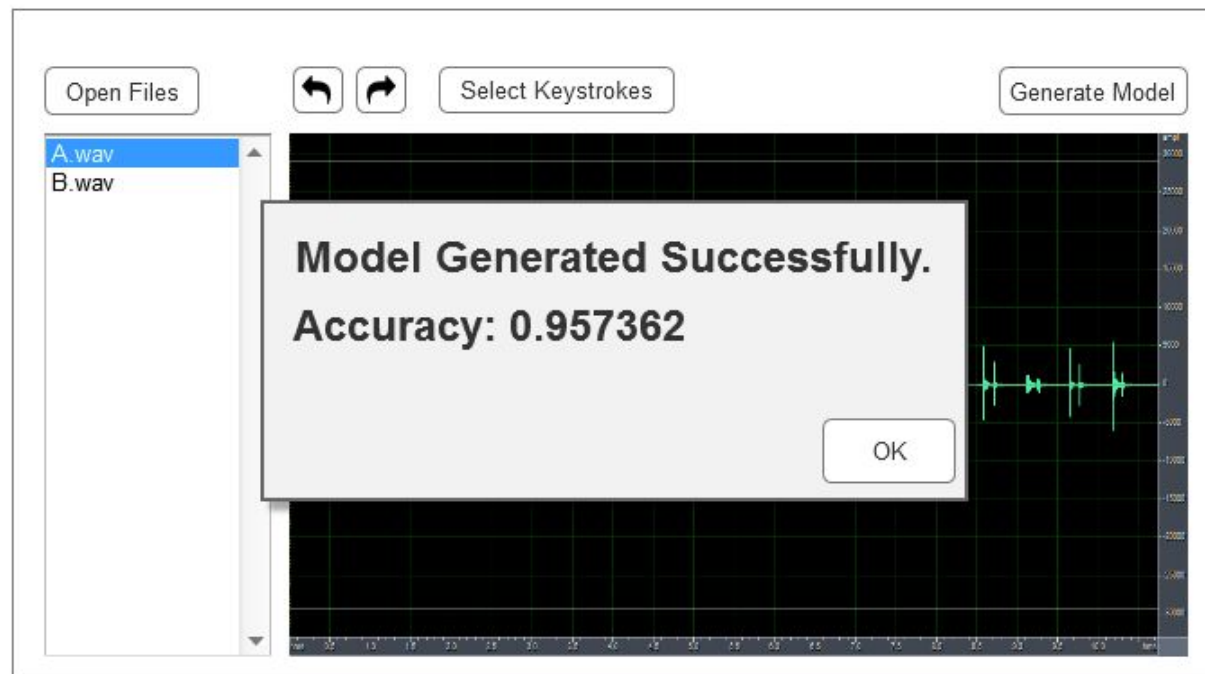 Open Files
Select Keystrokes
Generate Model
A.wav
B.wav
Model Generated Successfully.
Accuracy: 0.957362
OK